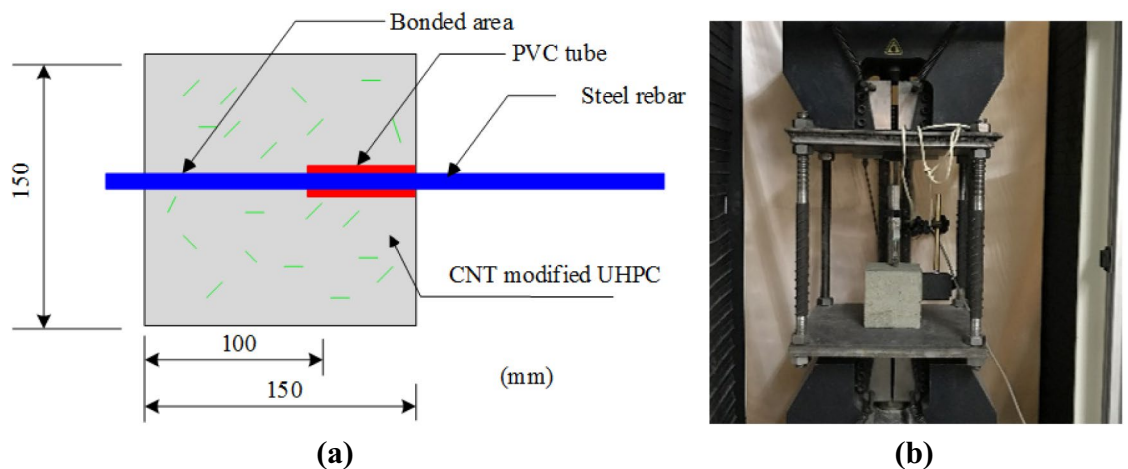 Bonded area
PVC tube
Steel rebar
150
CNT modified UHPC
100
150
(mm)
(a)
(b)